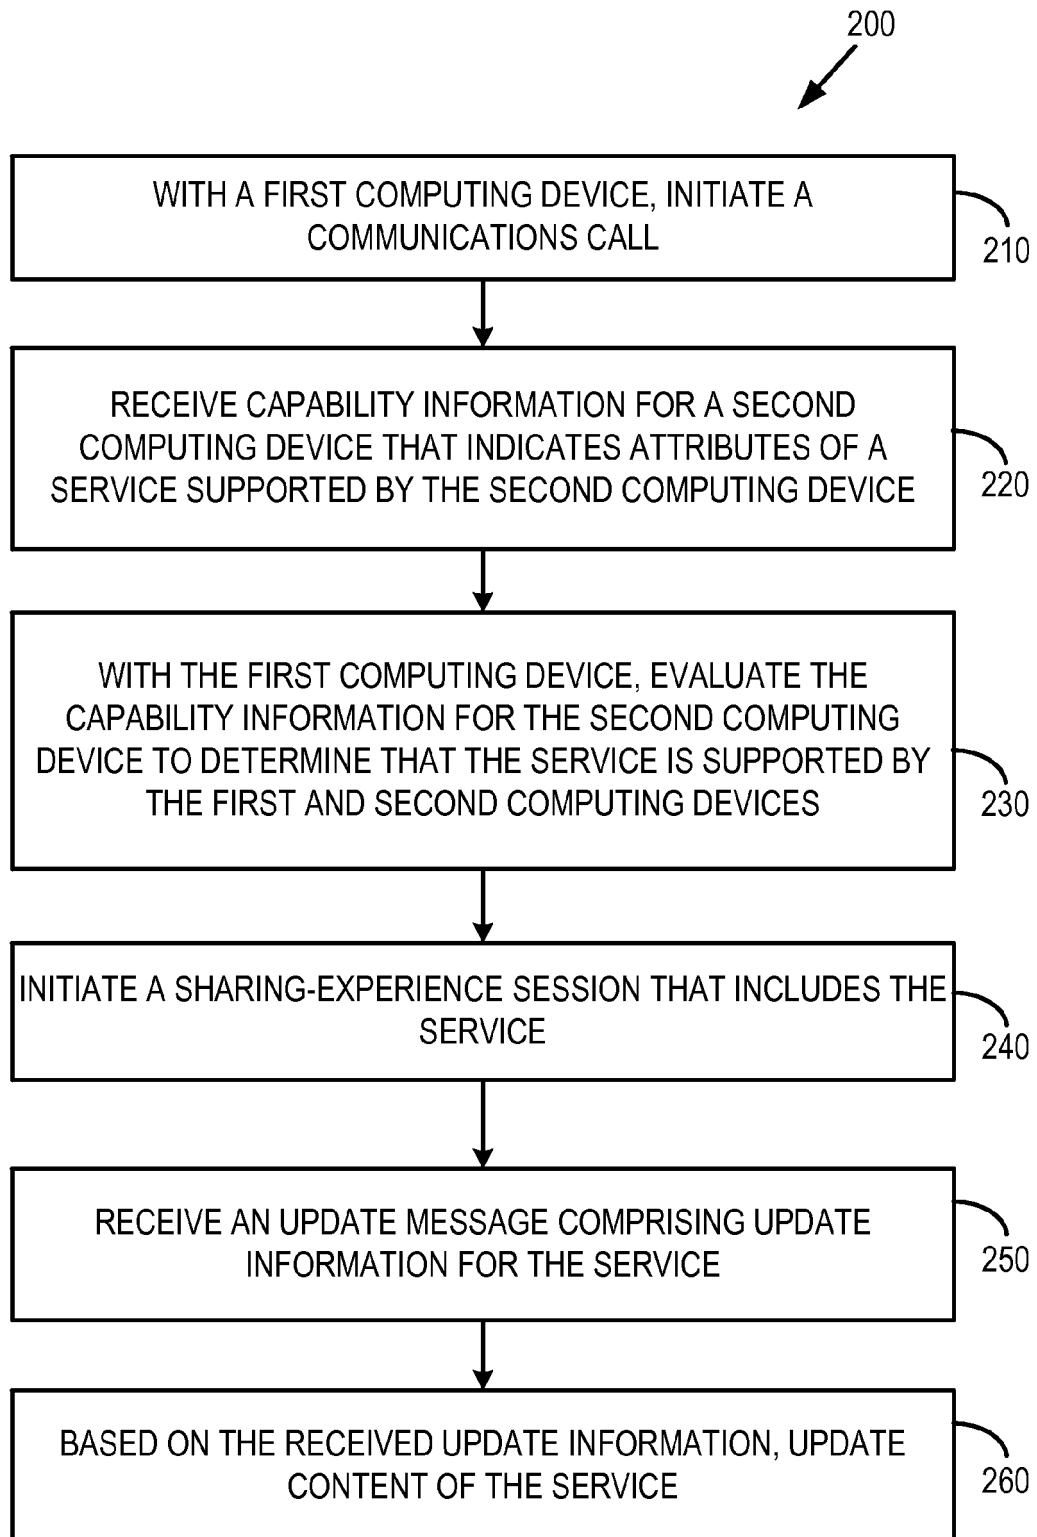 200
WITH A FIRST COMPUTING DEVICE, INITIATE A
COMMUNICATIONS CALL
210
RECEIVE CAPABILITY INFORMATION FOR A SECOND
COMPUTING DEVICE THAT INDICATES ATTRIBUTES OF A
SERVICE SUPPORTED BY THE SECOND COMPUTING DEVICE
220
WITH THE FIRST COMPUTING DEVICE, EVALUATE THE
CAPABILITY INFORMATION FOR THE SECOND COMPUTING
DEVICE TO DETERMINE THAT THE SERVICE IS SUPPORTED BY
THE FIRST AND SECOND COMPUTING DEVICES
230
INITIATE A SHARING-EXPERIENCE SESSION THAT INCLUDES THE
SERVICE
240
RECEIVE AN UPDATE MESSAGE COMPRISING UPDATE
INFORMATION FOR THE SERVICE
250
BASED ON THE RECEIVED UPDATE INFORMATION, UPDATE
CONTENT OF THE SERVICE
260